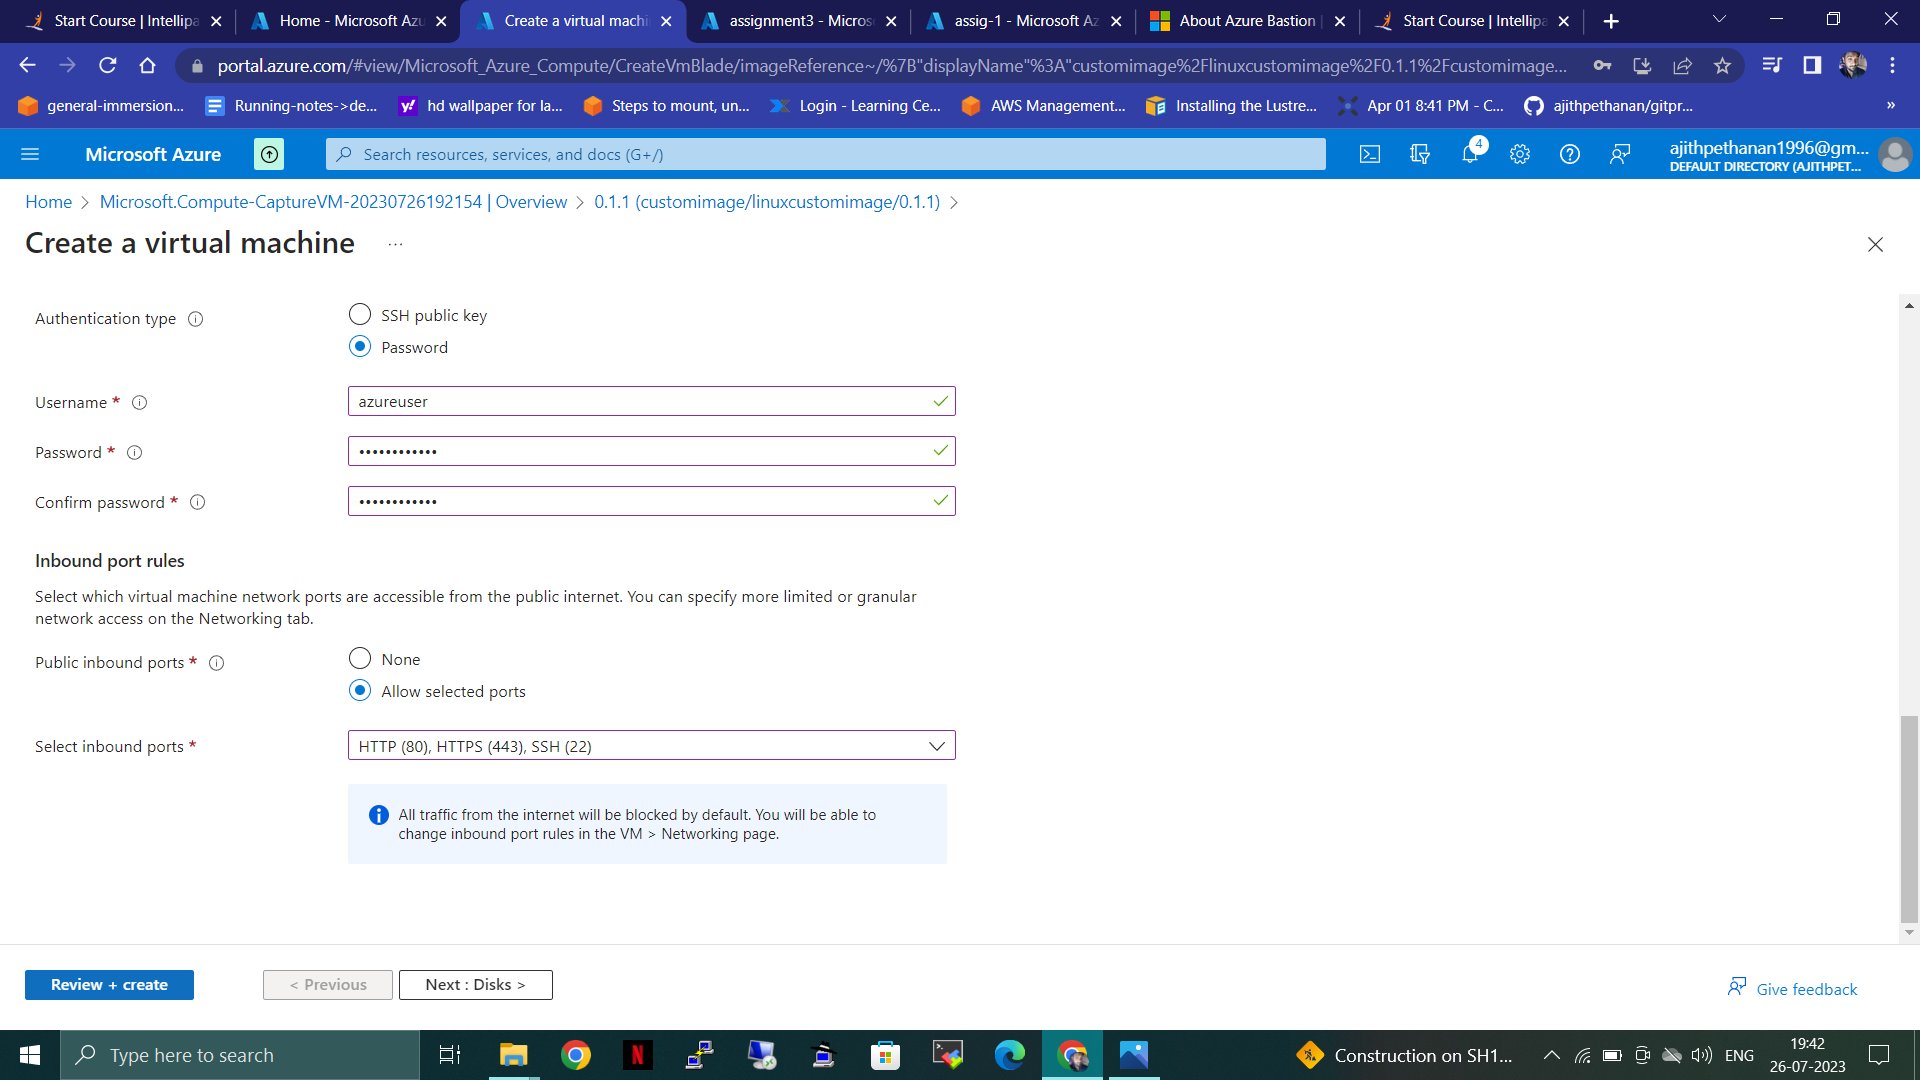 Start Course | Intellipa
Home - Microsoft Azu
Create a virtual machi
assignment3 - Micros
assig-1 - Microsoft Az
About Azure Bastion |
Start Course | Intellipa
portal.azure.com/#view/Microsoft_Azure_Compute/CreateVmBlade/imageReference~/%7B"displayName"%3A"customimage%2Flinuxcustomimage%2F0.1.1%2Fcustomimage...
general-immersion...
Running-notes->de...
hd wallpaper for la...
Steps to mount, un...
Login - Learning Ce...
AWS Management...
Installing the Lustre...
Apr 01 8:41 PM - C...
ajithpethanan/gitpr...
»
Microsoft Azure
Search resources, services, and docs (G+/)
4
ajithpethanan1996@gm...
DEFAULT DIRECTORY (AJITHPET...
Home > Microsoft.Compute-CaptureVM-20230726192154 | Overview > 0.1.1 (customimage/linuxcustomimage/0.1.1) >
Create a virtual machine ...
Authentication type
SSH public key
Password
Username *
azureuser
Password *
••••••••••••
Confirm password *
••••••••••••
Inbound port rules
Select which virtual machine network ports are accessible from the public internet. You can specify more limited or granular
network access on the Networking tab.
Public inbound ports *
None
Allow selected ports
Select inbound ports *
HTTP (80), HTTPS (443), SSH (22)
All traffic from the internet will be blocked by default. You will be able to
change inbound port rules in the VM > Networking page.
Review + create
< Previous
Next : Disks >
Give feedback
Type here to search
Construction on SH1...
ENG
19:42
26-07-2023